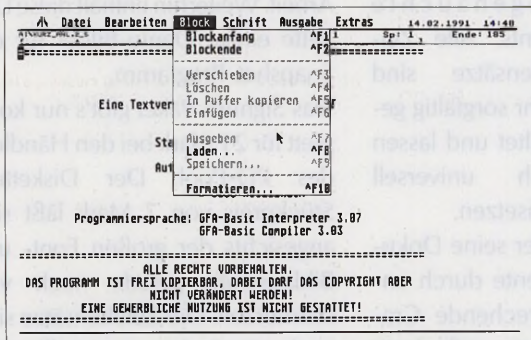 Datei Bearbeiten Block Schrift Ausgabe Extras 14.02.1991 14:40
Sp: 1 Ende: 185
Blockanfang ^F1
Blockende ^F2
Verschieben ^F3
Löschen ^F4
Eine Textver In Puffer kopieren ^F5 r
Einfügen ^F6
Ste Ausgeben ^F7
Laden... ^F8
Auf Speichern... ^F9
Formatieren... ^F10
Programmiersprache: GFA-Basic Interpreter 3.07
GFA-Basic Compiler 3.03
ALLE RECHTE VORBEHALTEN.
DAS PROGRAMM IST FREI KOPIERBAR, DABEI DARF DAS COPYRIGHT ABER
NICHT VERÄNDERT WERDEN!
EINE GEWERBLICHE NUTZUNG IST NICHT GESTATTET!